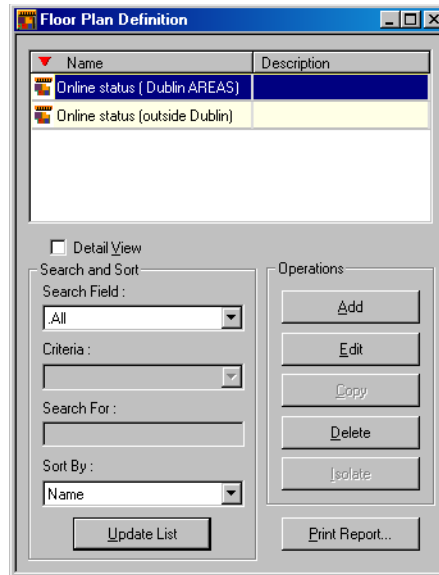 Floor Plan Definition
Name Description
Online status ( Dublin AREAS)
Online status (outside Dublin)
Detail View
Search and Sort
Search Field :
.All
Criteria :
Search For :
Sort By :
Name
Update List
Operations
Add
Edit
Copy
Delete
Isolate
Print Report...